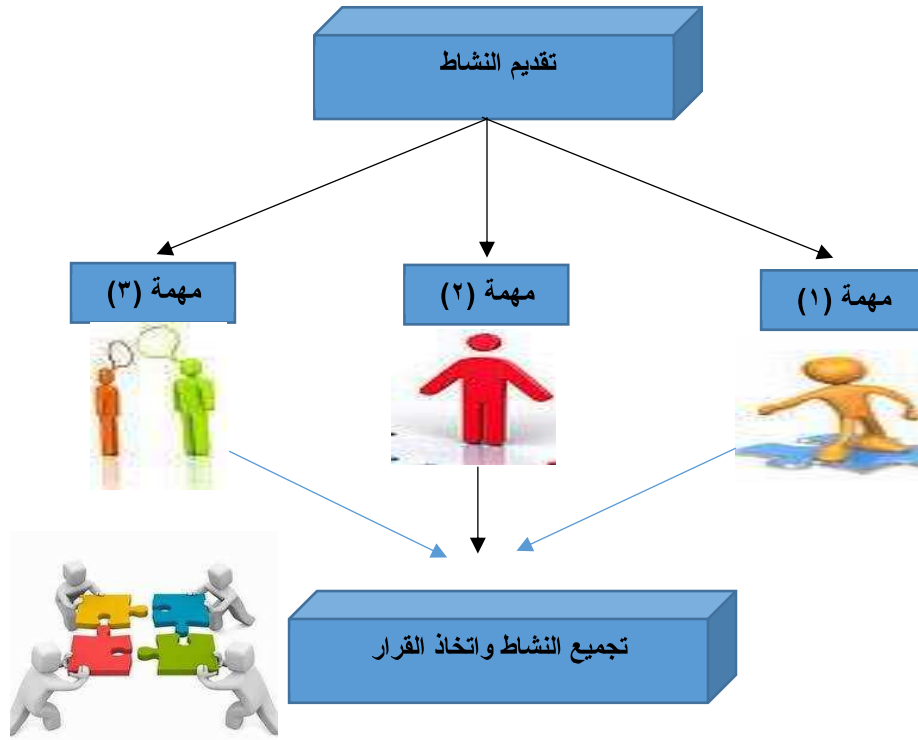 تقديم النشاط
مهمة (١)
مهمة (٢)
مهمة (٣)
تجميع النشاط واتخاذ القرار